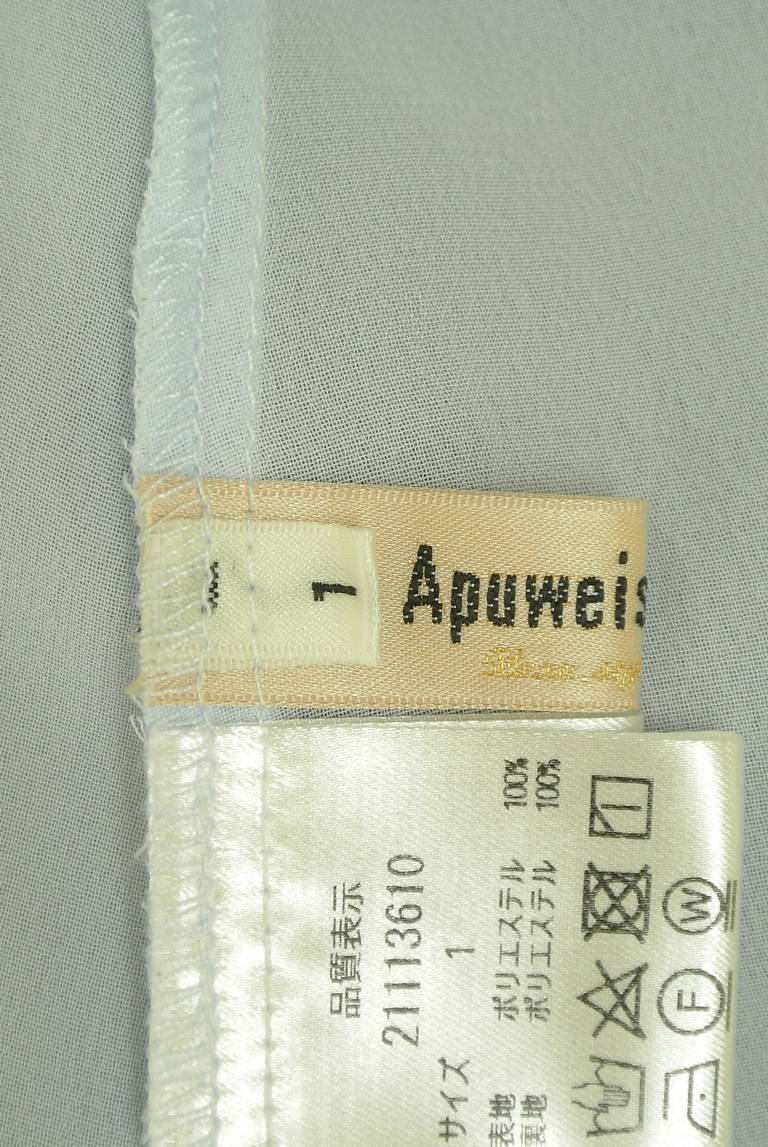 1
Apuweis
品質表示
21113610
サイズ 1
表地 ポリエステル 100%
裏地 ポリエステル 100%
F
W